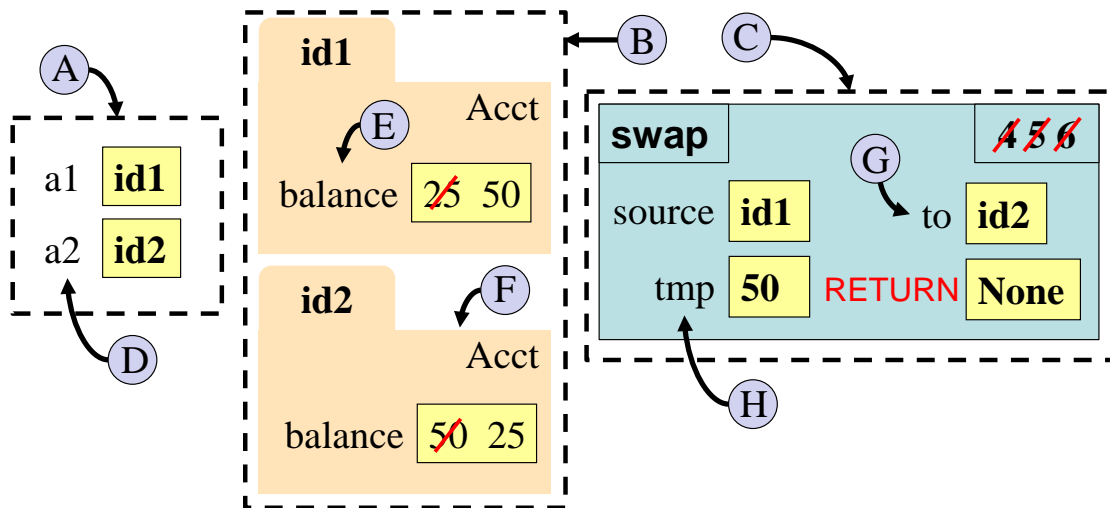 A
a1 id1
a2 id2
D
B
id1
Acct
E
balance 25 50
id2
F
Acct
balance 50 25
C
swap 4 5 6
G
source id1 to id2
tmp 50 RETURN None
H